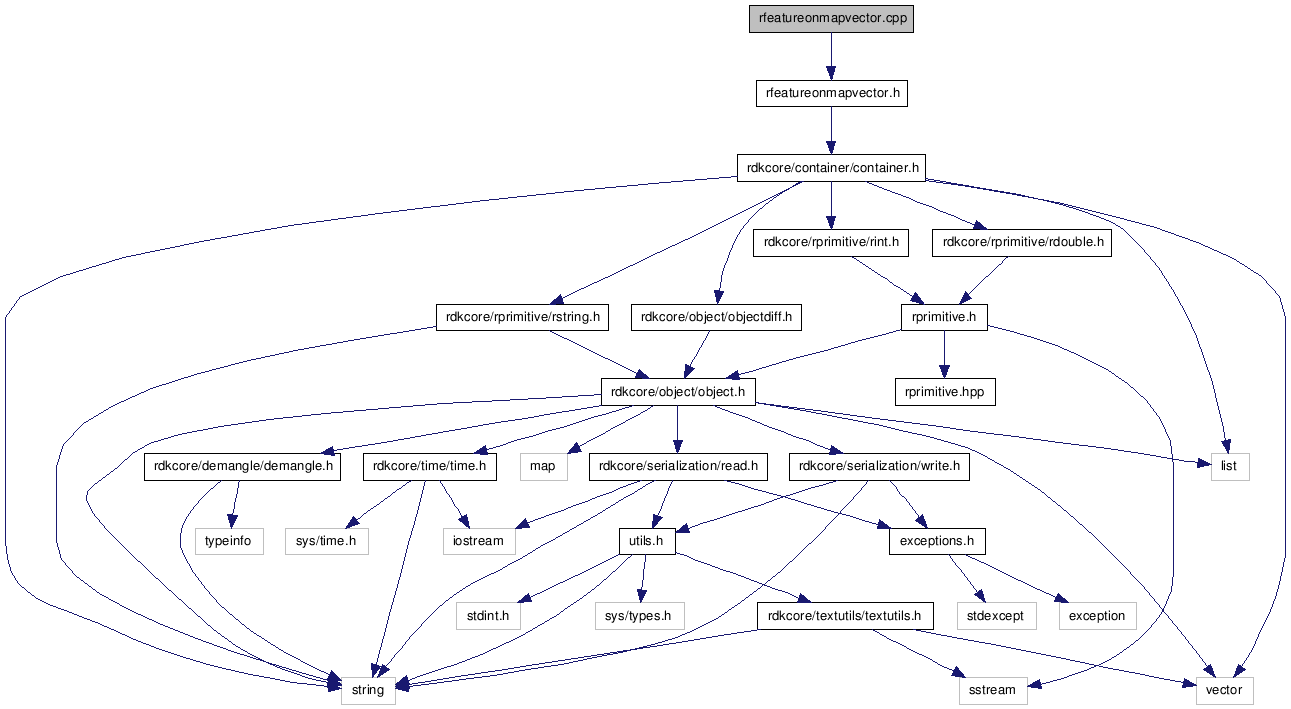 rfeatureonmapvector.cpp
rfeatureonmapvector.h
rdkcore/container/container.h
rdkcore/rprimitive/rint.h
rdkcore/rprimitive/rdouble.h
rdkcore/rprimitive/rstring.h
rdkcore/object/objectdiff.h
rprimitive.h
rdkcore/object/object.h
rprimitive.hpp
rdkcore/demangle/demangle.h
rdkcore/time/time.h
map
rdkcore/serialization/read.h
rdkcore/serialization/write.h
list
typeinfo
sys/time.h
iostream
utils.h
exceptions.h
stdint.h
sys/types.h
rdkcore/textutils/textutils.h
stdexcept
exception
string
sstream
vector